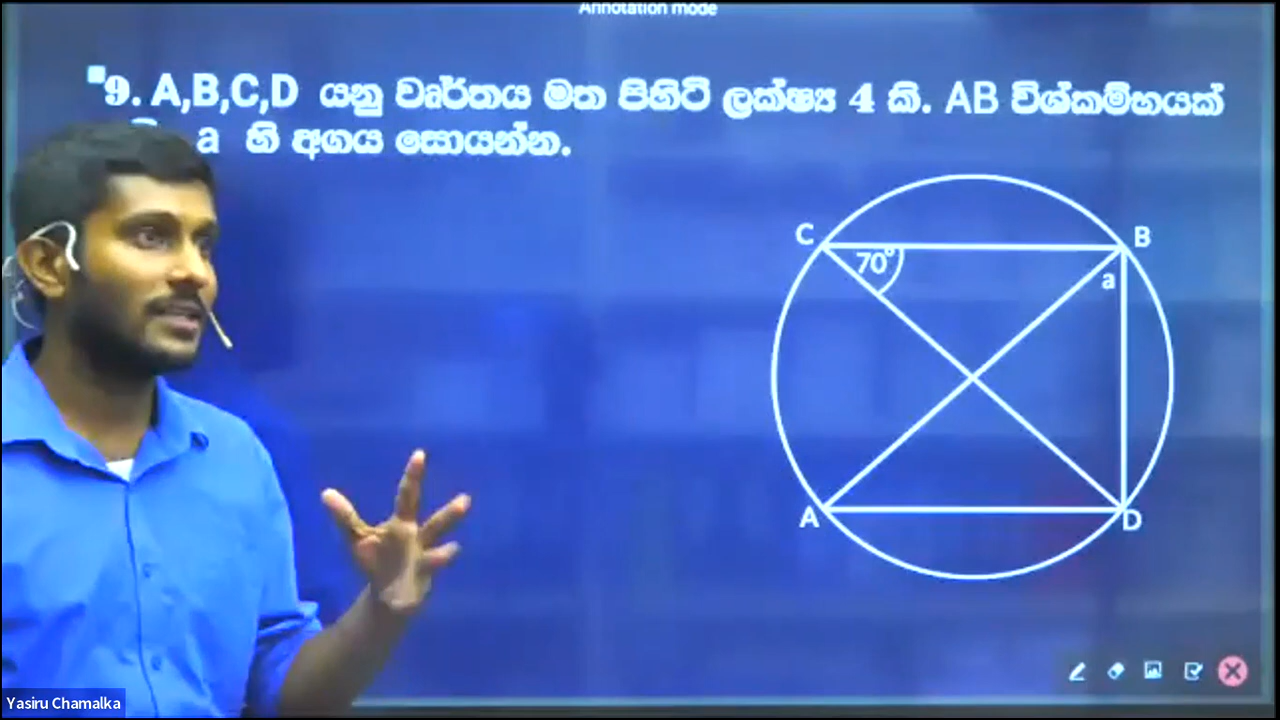 Annotation mode
9. A,B,C,D යනු වෘර්තය මත පිහිටි ලක්ෂ්‍ය 4 කි. AB විශ්කම්භයක්
a හි අගය සොයන්න.
C
B
70°
a
A
D
Yasiru Chamalka